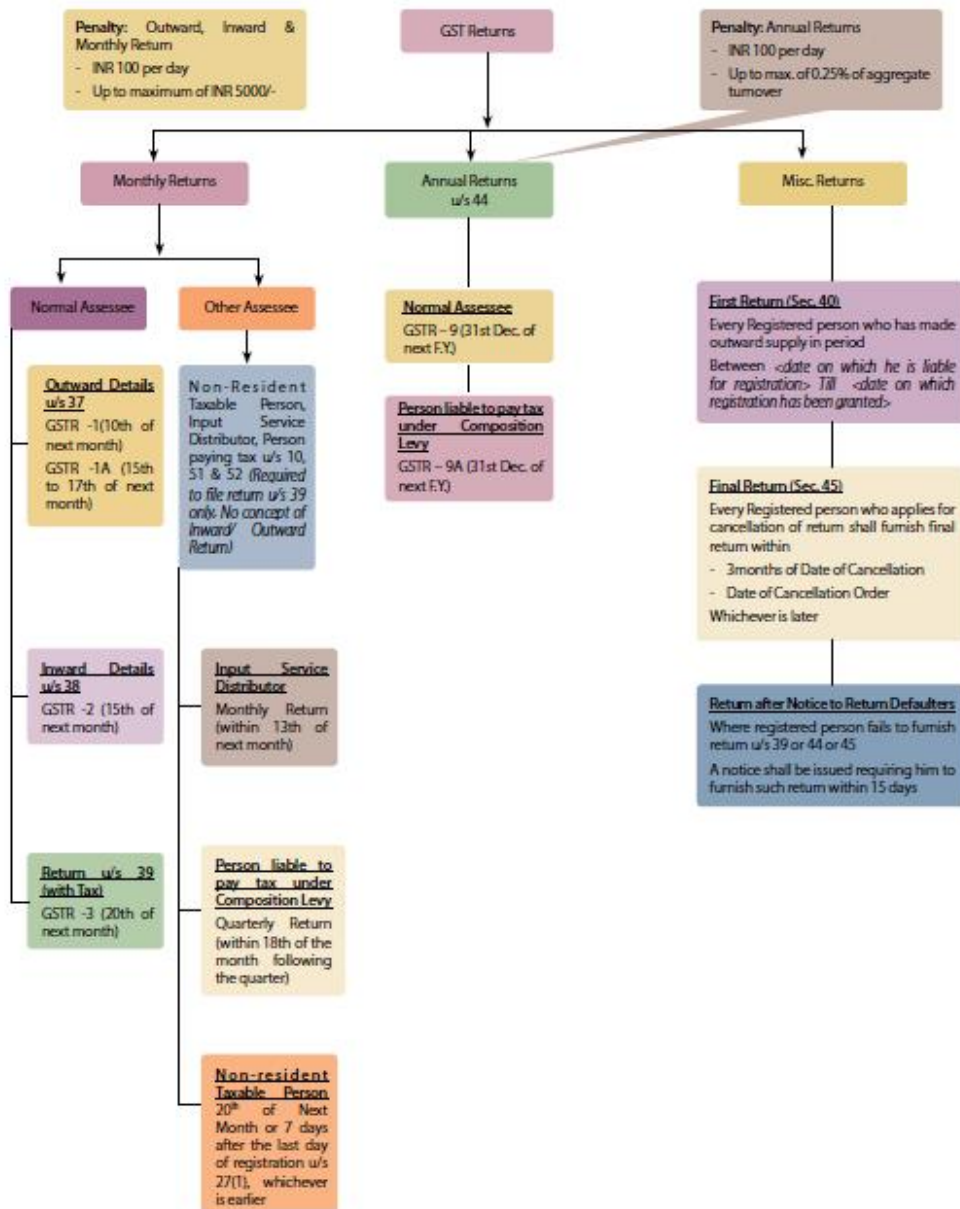 Penalty: Outward, Inward &
Monthly Return
- INR 100 per day
- Up to maximum of INR 5000/-
GST Returns
Penalty: Annual Returns
- INR 100 per day
- Up to max. of 0.25% of aggregate
turnover
Monthly Returns
Annual Returns
u/s 44
Misc. Returns
Normal Assessee
Other Assessee
Outward Details
u/s 37
GSTR -1(10th of
next month)
GSTR -1A (15th
to 17th of next
month)
Inward Details
u/s 38
GSTR -2 (15th of
next month)
Return u/s 39
(with Tax)
GSTR -3 (20th of
next month)
Non-Resident
Taxable Person,
Input Service
Distributor, Person
paying tax u/s 10,
51 & 52 (Required
to file return u/s 39
only. No concept of
Inward/ Outward
Return)
Input Service
Distributor
Monthly Return
(within 13th of
next month)
Person liable to
pay tax under
Composition Levy
Quarterly Return
(within 18th of the
month following
the quarter)
Non-resident
Taxable Person
20th of Next
Month or 7 days
after the last day
of registration u/s
27(1), whichever
is earlier
Normal Assessee
GSTR – 9 (31st Dec. of
next F.Y.)
Person liable to pay tax
under Composition
Levy
GSTR – 9A (31st Dec. of
next F.Y.)
First Return (Sec. 40)
Every Registered person who has made
outward supply in period
Between <date on which he is liable
for registration> Till <date on which
registration has been granted>
Final Return (Sec. 45)
Every Registered person who applies for
cancellation of return shall furnish final
return within
- 3months of Date of Cancellation
- Date of Cancellation Order
Whichever is later
Return after Notice to Return Defaulters
Where registered person fails to furnish
return u/s 39 or 44 or 45
A notice shall be issued requiring him to
furnish such return within 15 days